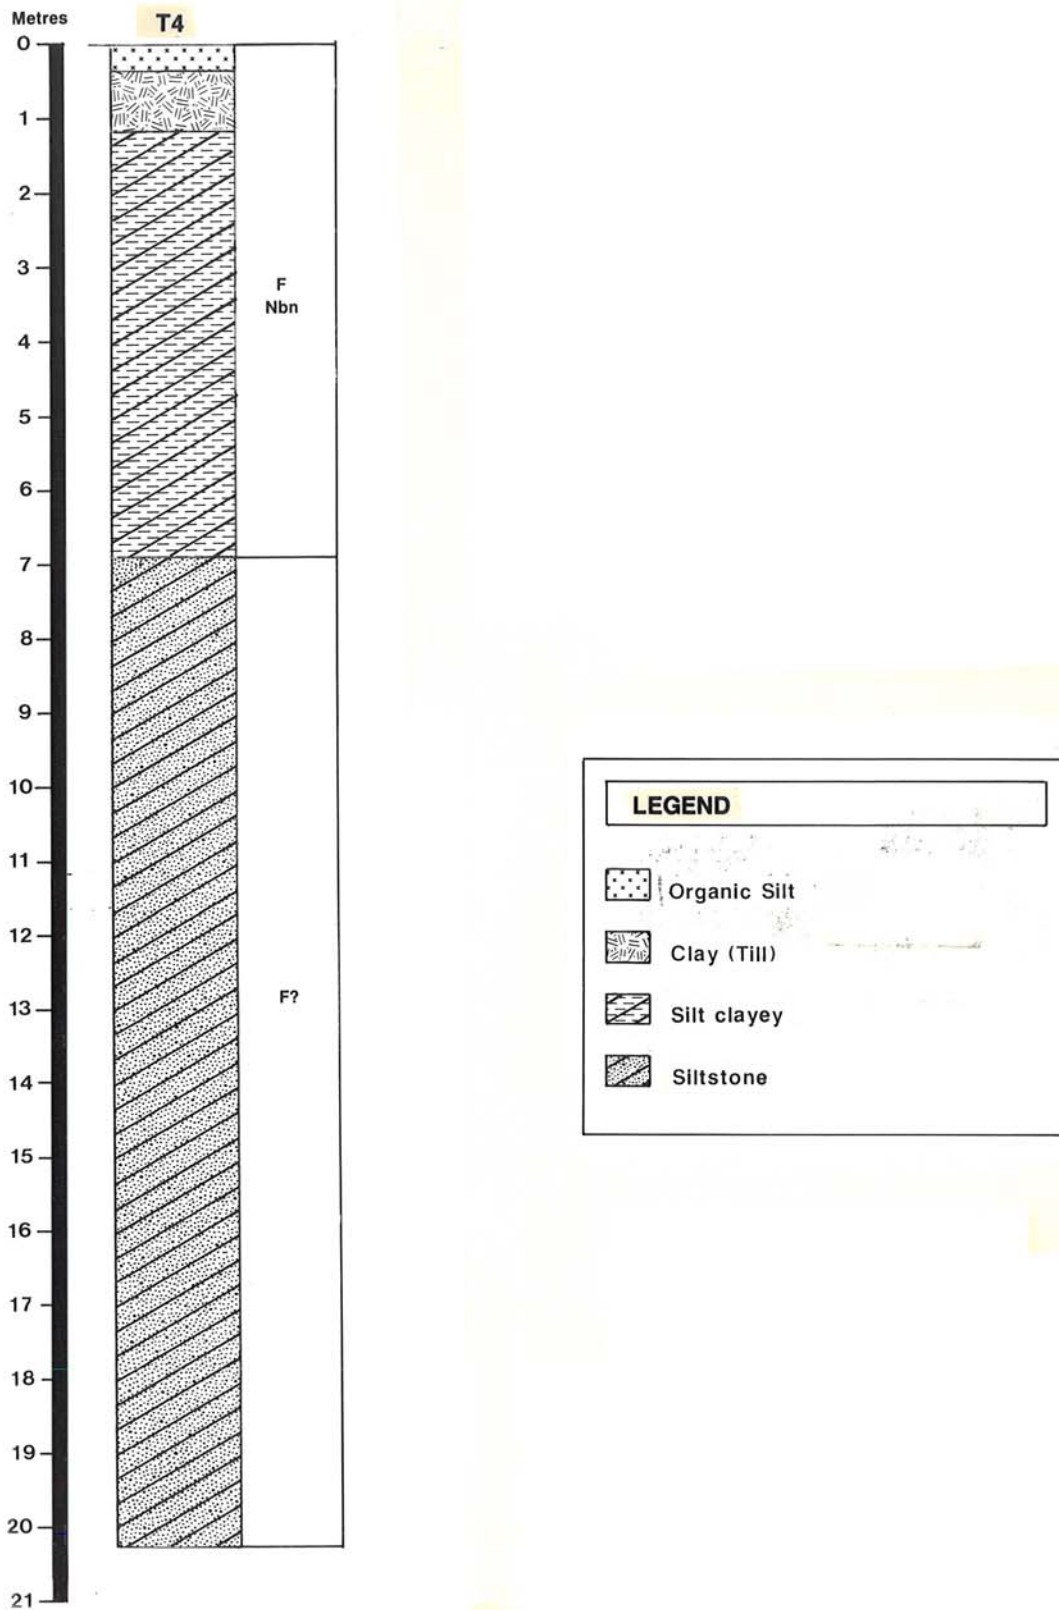 Metres
T4
0
1
2
3
4
5
6
7
8
9
10
11
12
13
14
15
16
17
18
19
20
21
F
Nbn
F?
LEGEND
Organic Silt
Clay (Till)
Silt clayey
Siltstone